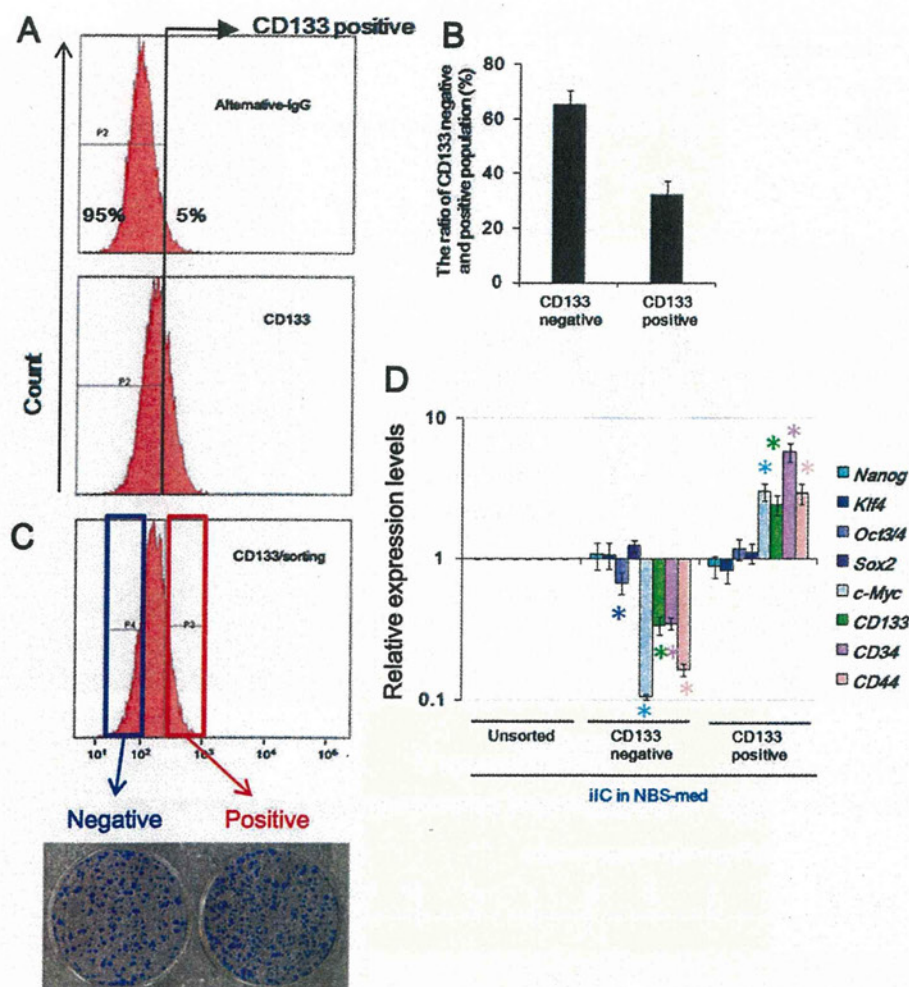 A
CD133 positive
Alternative-IgG
P2
95%
5%
CD133
P2
Count
B
The ratio of CD133 negative
and positive population (%)
80
60
40
20
0
CD133
negative
CD133
positive
C
CD133/sorting
P4
P3
10¹
10²
10³
10⁴
10⁵
Negative
Positive
D
Relative expression levels
10
1
0.1
*
*
*
*
*
*
*
*
*
Unsorted
CD133
negative
CD133
positive
iIC in NBS-med
Nanog
Klf4
Oct3/4
Sox2
c-Myc
CD133
CD34
CD44